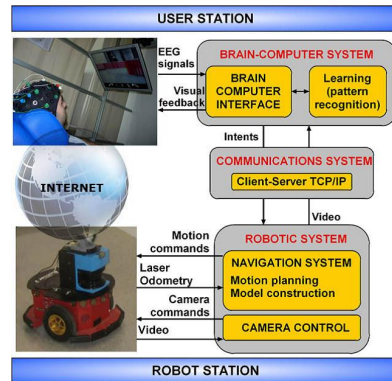 USER STATION
EEG
signals
Visual
feedback
BRAIN-COMPUTER SYSTEM
BRAIN
COMPUTER
INTERFACE
Learning
(pattern
recognition)
Intents
COMMUNICATIONS SYSTEM
Client-Server TCP/IP
INTERNET
Video
Motion
commands
Laser
Odometry
Camera
commands
Video
ROBOTIC SYSTEM
NAVIGATION SYSTEM
Motion planning
Model construction
CAMERA CONTROL
ROBOT STATION